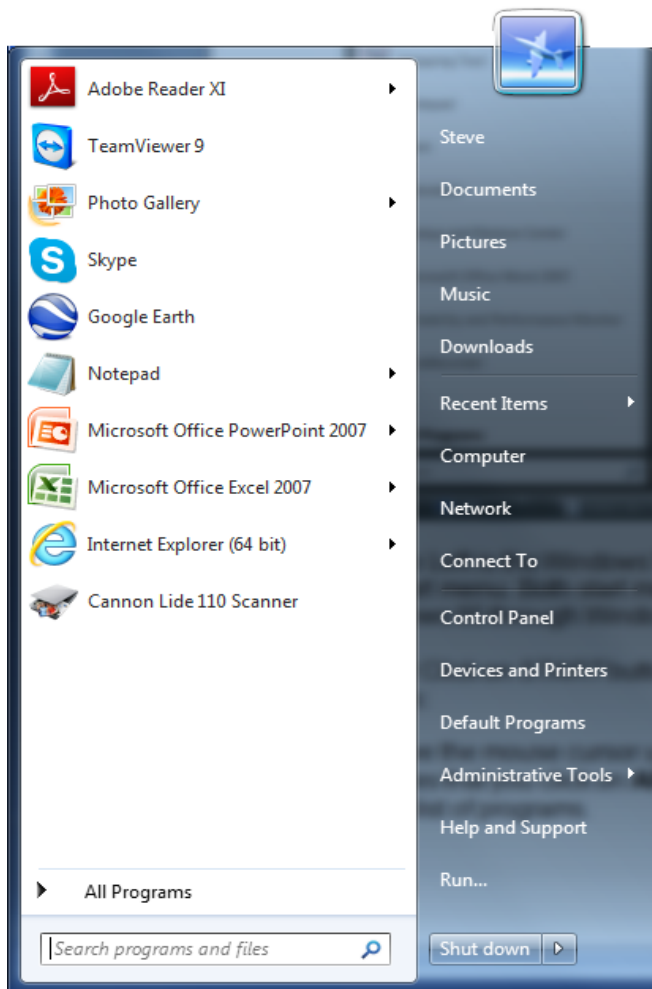 Adobe Reader XI
TeamViewer 9
Photo Gallery
Skype
Google Earth
Notepad
Microsoft Office PowerPoint 2007
Microsoft Office Excel 2007
Internet Explorer (64 bit)
Cannon Lide 110 Scanner
All Programs
Search programs and files
Steve
Documents
Pictures
Music
Downloads
Recent Items
Computer
Network
Connect To
Control Panel
Devices and Printers
Default Programs
Administrative Tools
Help and Support
Run...
Shut down